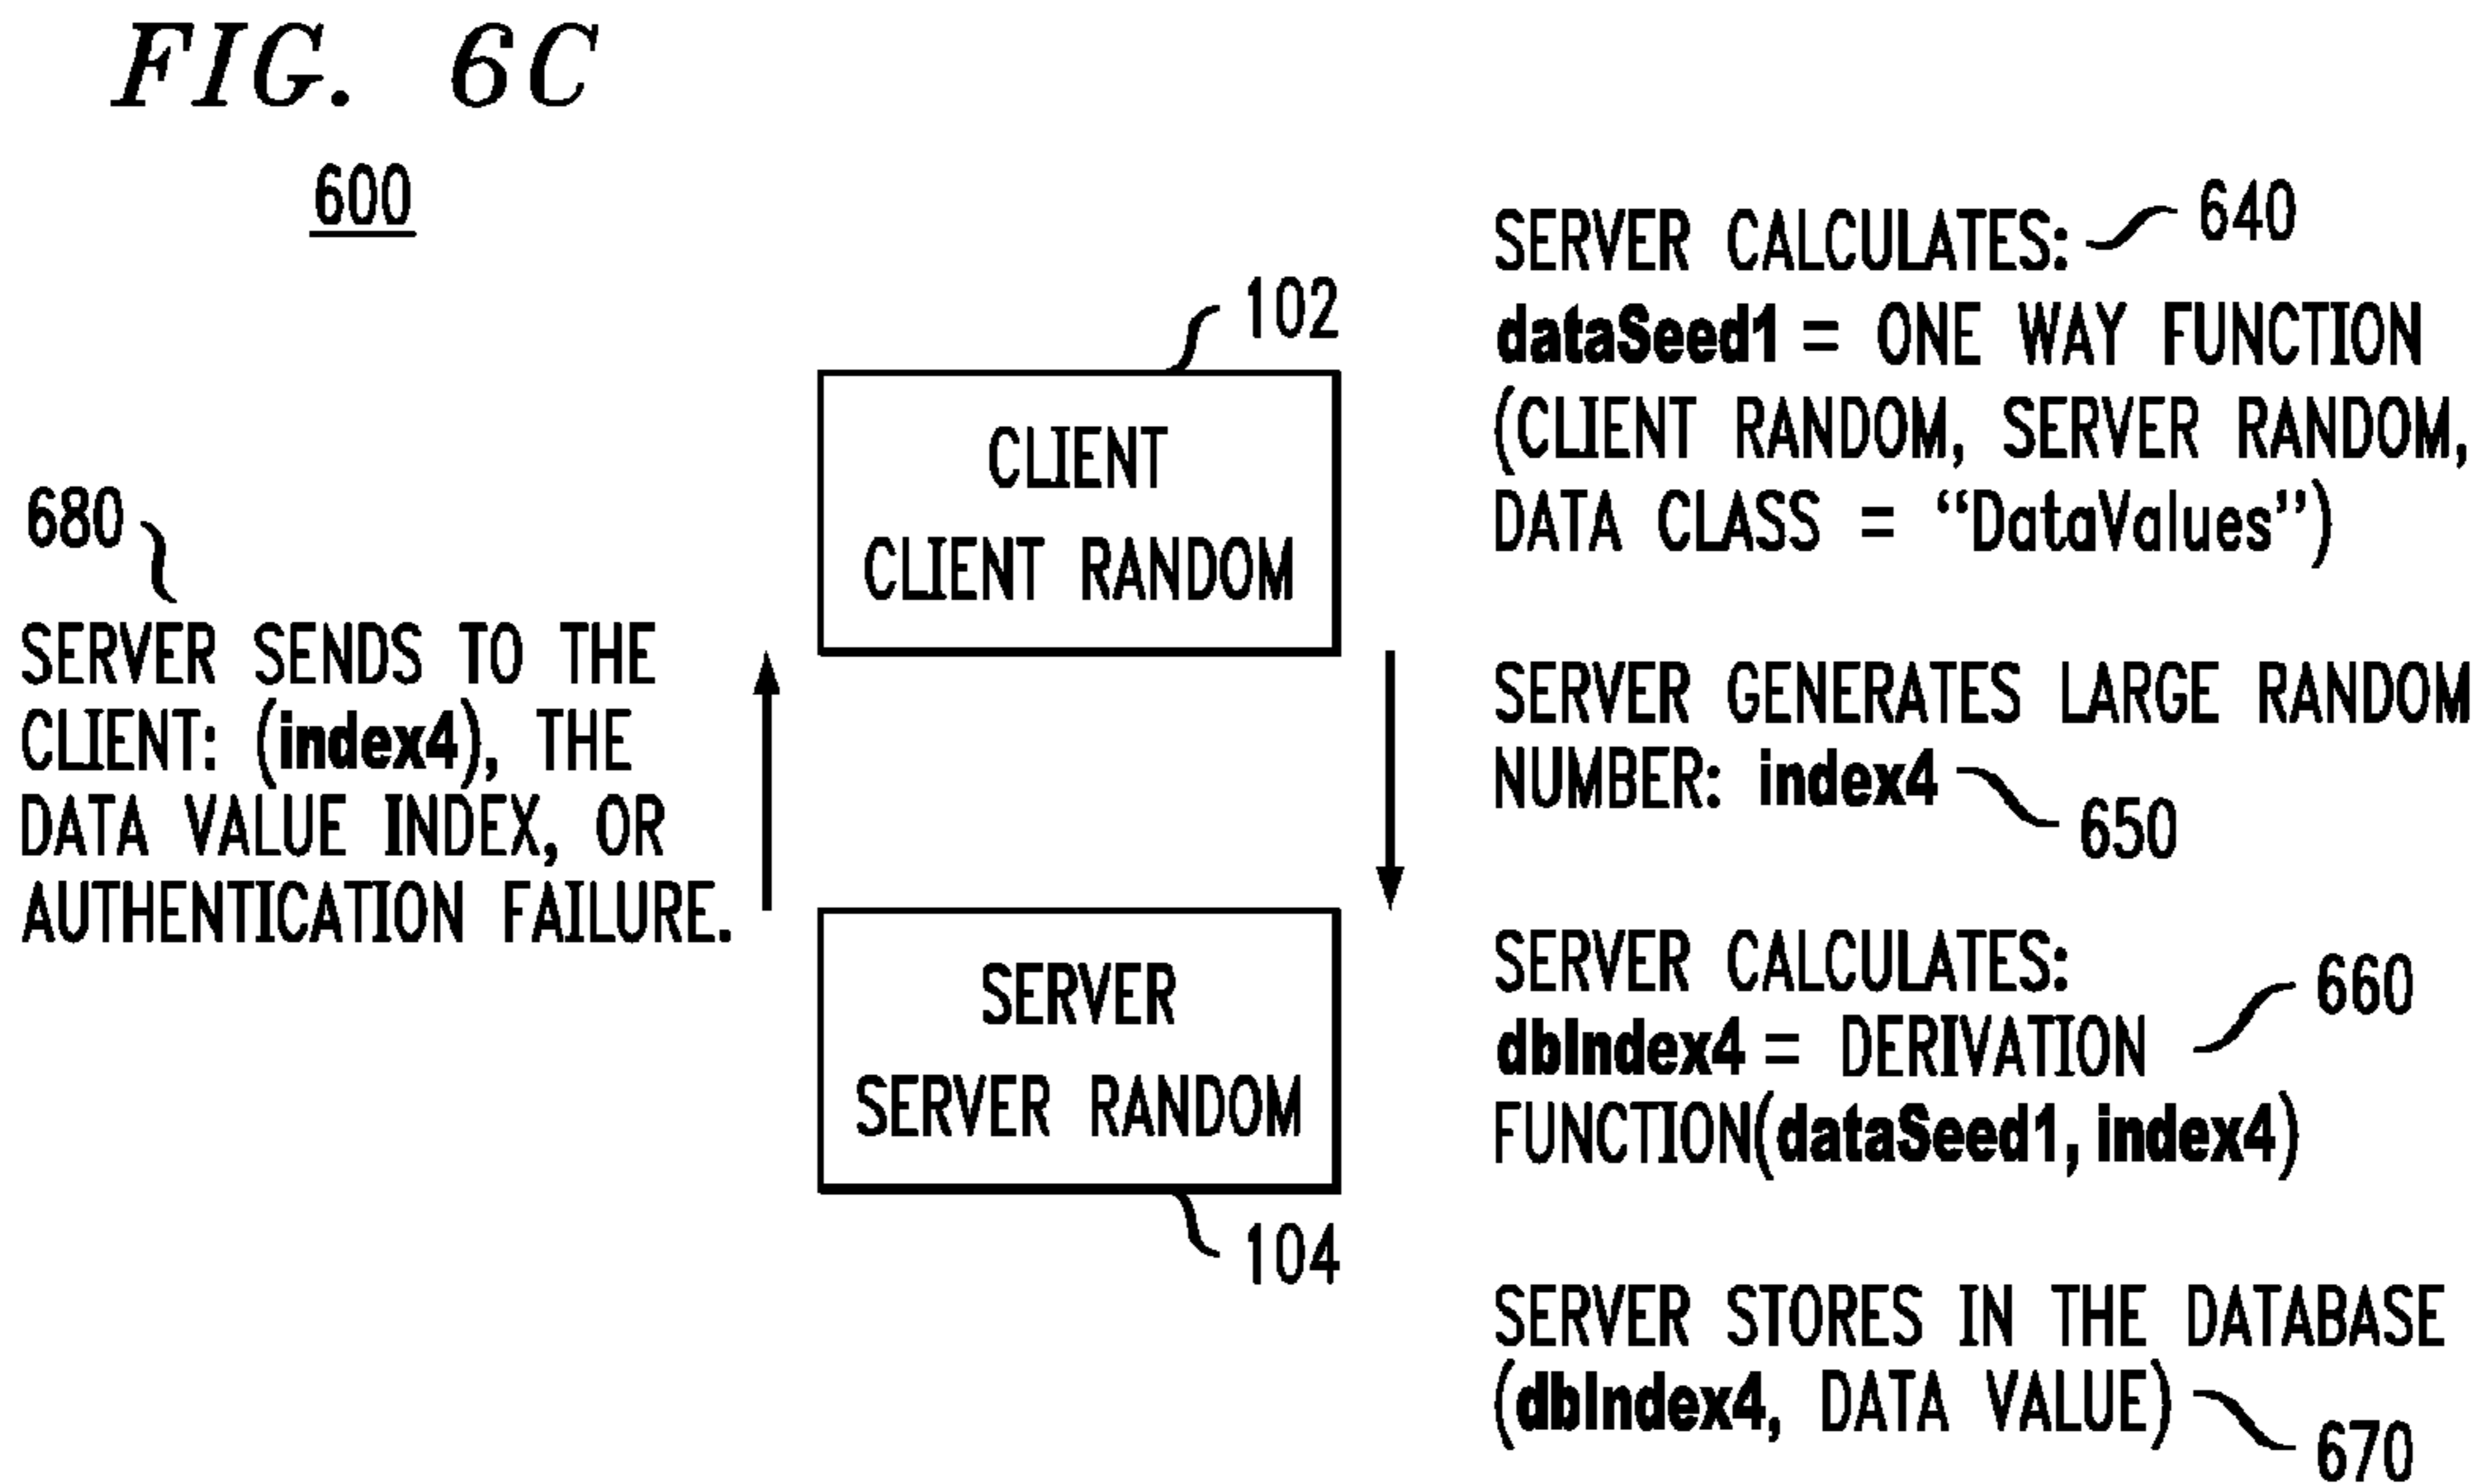 FIG. 6C
600
102
CLIENT
CLIENT RANDOM
680
SERVER SENDS TO THE
CLIENT: (index4), THE
DATA VALUE INDEX, OR
AUTHENTICATION FAILURE.
SERVER
SERVER RANDOM
104
SERVER CALCULATES:
640
dataSeed1 = ONE WAY FUNCTION
(CLIENT RANDOM, SERVER RANDOM,
DATA CLASS = “DataValues”)
SERVER GENERATES LARGE RANDOM
NUMBER: index4
650
SERVER CALCULATES:
660
dbIndex4 = DERIVATION
FUNCTION(dataSeed1, index4)
SERVER STORES IN THE DATABASE
(dbIndex4, DATA VALUE)
670